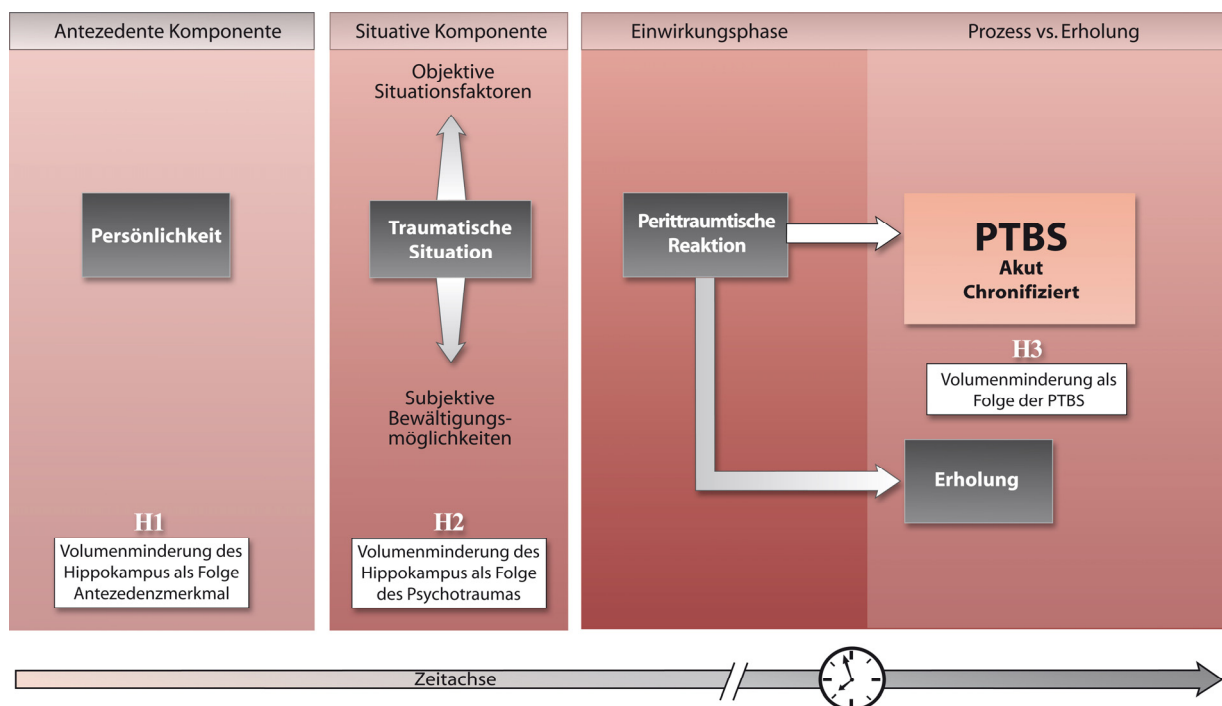 Antezedente Komponente
Situative Komponente
Einwirkungsphase
Prozess vs. Erholung
Objektive
Situationsfaktoren
Persönlichkeit
Traumatische
Situation
Perittraumtische
Reaktion
PTBS
Akut
Chronifiziert
H3
Volumenminderung als
Folge der PTBS
Subjektive
Bewältigungs-
möglichkeiten
Erholung
H1
Volumenminderung des
Hippokampus als Folge
Antezedenzmerkmal
H2
Volumenminderung des
Hippokampus als Folge
des Psychotraumas
Zeitachse